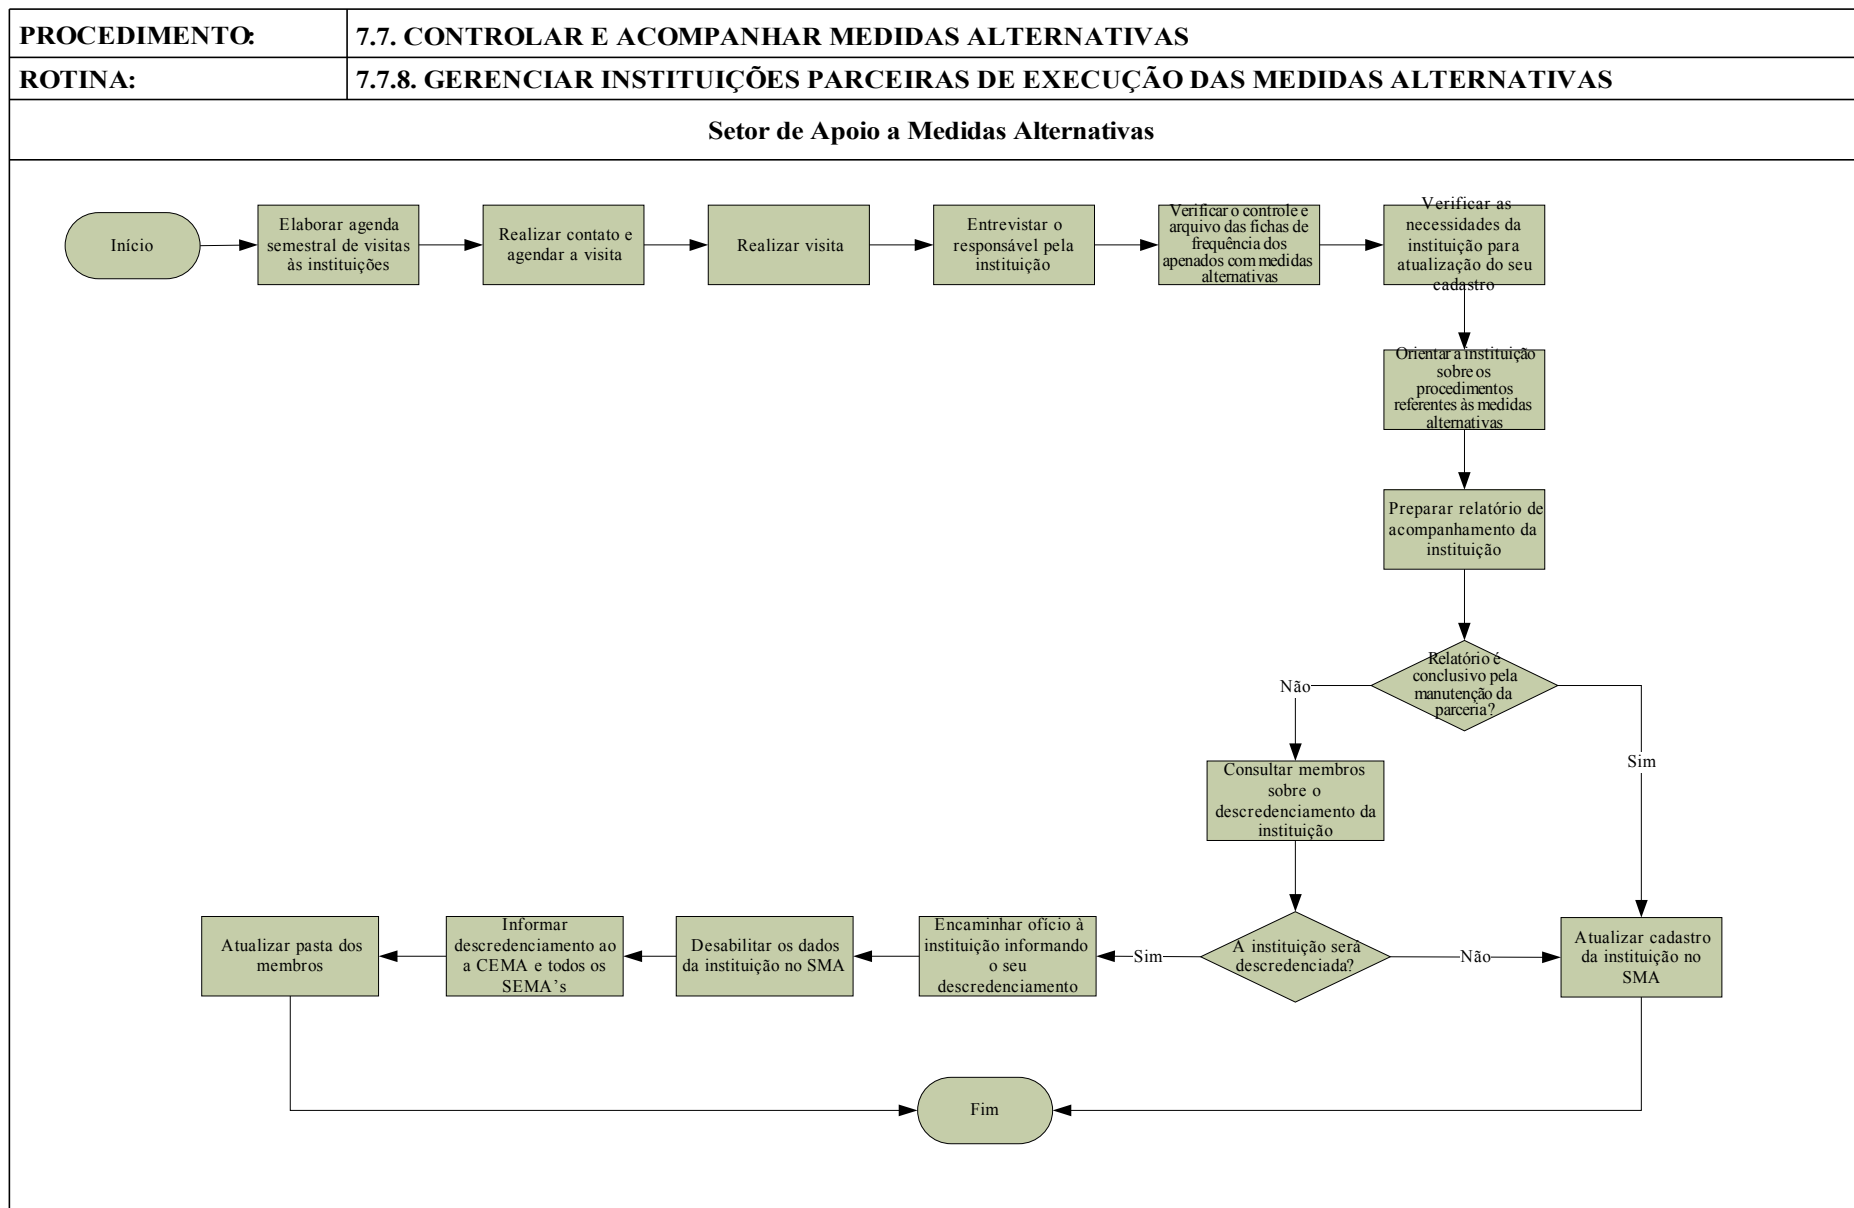 PROCEDIMENTO:
7.7. CONTROLAR E ACOMPANHAR MEDIDAS ALTERNATIVAS
ROTINA:
7.7.8. GERENCIAR INSTITUIÇÕES PARCEIRAS DE EXECUÇÃO DAS MEDIDAS ALTERNATIVAS
Setor de Apoio a Medidas Alternativas
Início
Elaborar agenda
semestral de visitas
às instituições
Realizar contato e
agendar a visita
Realizar visita
Entrevistar o
responsável pela
instituição
Verificar o controle e
arquivo das fichas de
frequência dos
apenados com medidas
alternativas
Verificar as
necessidades da
instituição para
atualização do seu
cadastro
Orientar a instituição
sobre os
procedimentos
referentes às medidas
alternativas
Preparar relatório de
acompanhamento da
instituição
Relatório é
conclusivo pela
manutenção da
parceria?
Não
Sim
Consultar membros
sobre o
descredenciamento da
instituição
A instituição será
descredenciada?
Sim
Não
Encaminhar ofício à
instituição informando
o seu
descredenciamento
Desabilitar os dados
da instituição no SMA
Informar
descredenciamento ao
a CEMA e todos os
SEMA’s
Atualizar pasta dos
membros
Atualizar cadastro
da instituição no
SMA
Fim